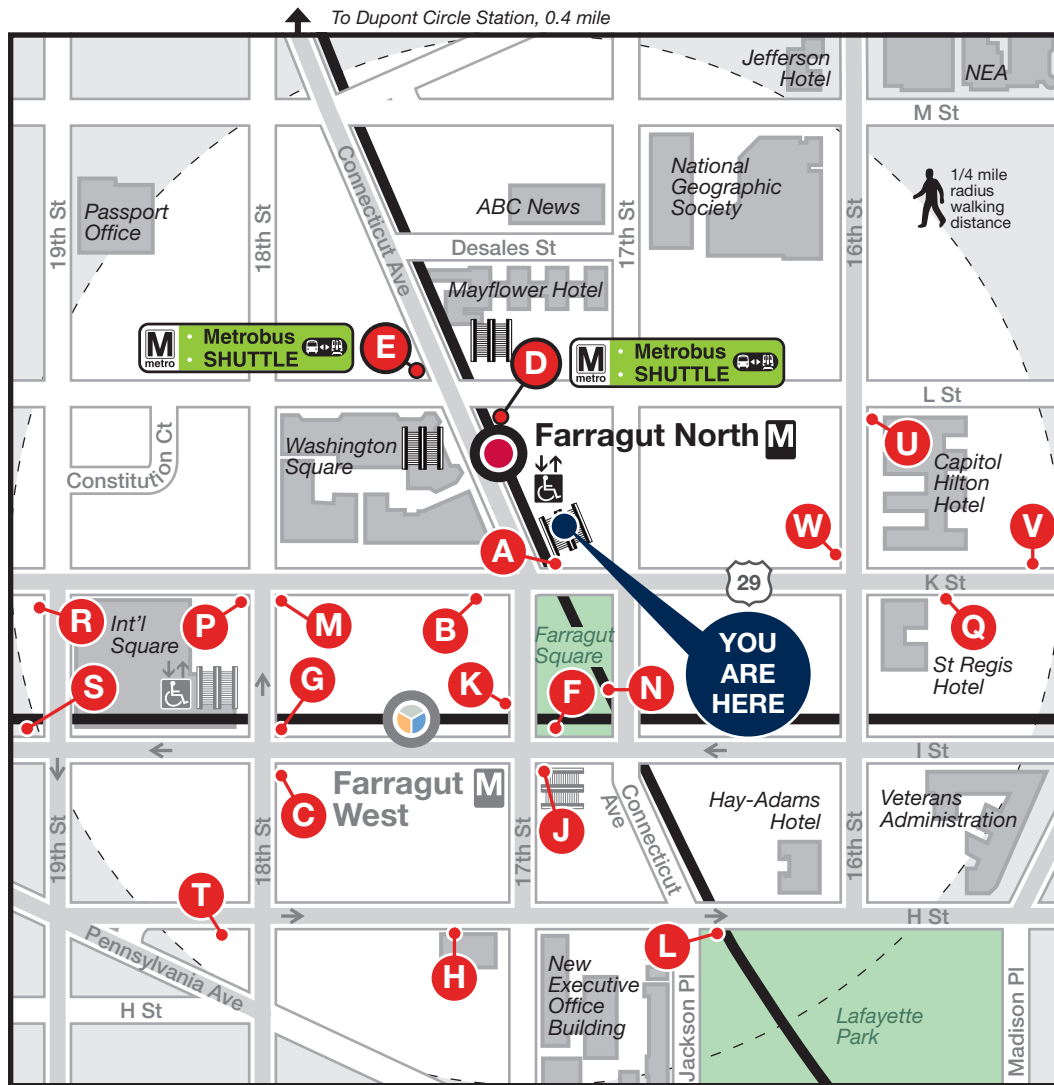 To Dupont Circle Station, 0.4 mile
Jefferson
Hotel
NEA
M St
Connecticut Ave
National
Geographic
Society
1/4 mile
radius
walking
distance
19th St
Passport
Office
18th St
ABC News
17th St
16th St
Desales St
Mayflower Hotel
M
metro
Metrobus
SHUTTLE
E
D
M
metro
Metrobus
SHUTTLE
L St
Constitution Ct
Washington
Square
Farragut North M
U
Capitol
Hilton
Hotel
A
W
V
29
K St
R
Int'l
Square
P
M
B
Farragut
Square
YOU
ARE
HERE
Q
St Regis
Hotel
S
G
K
F
N
I St
C
Farragut
West
M
J
Connecticut
Ave
Hay-Adams
Hotel
Veterans
Administration
19th St
18th St
17th St
16th St
T
H St
Pennsylvania Ave
H
L
H St
New
Executive
Office
Building
Jackson Pl
Lafayette
Park
Madison Pl